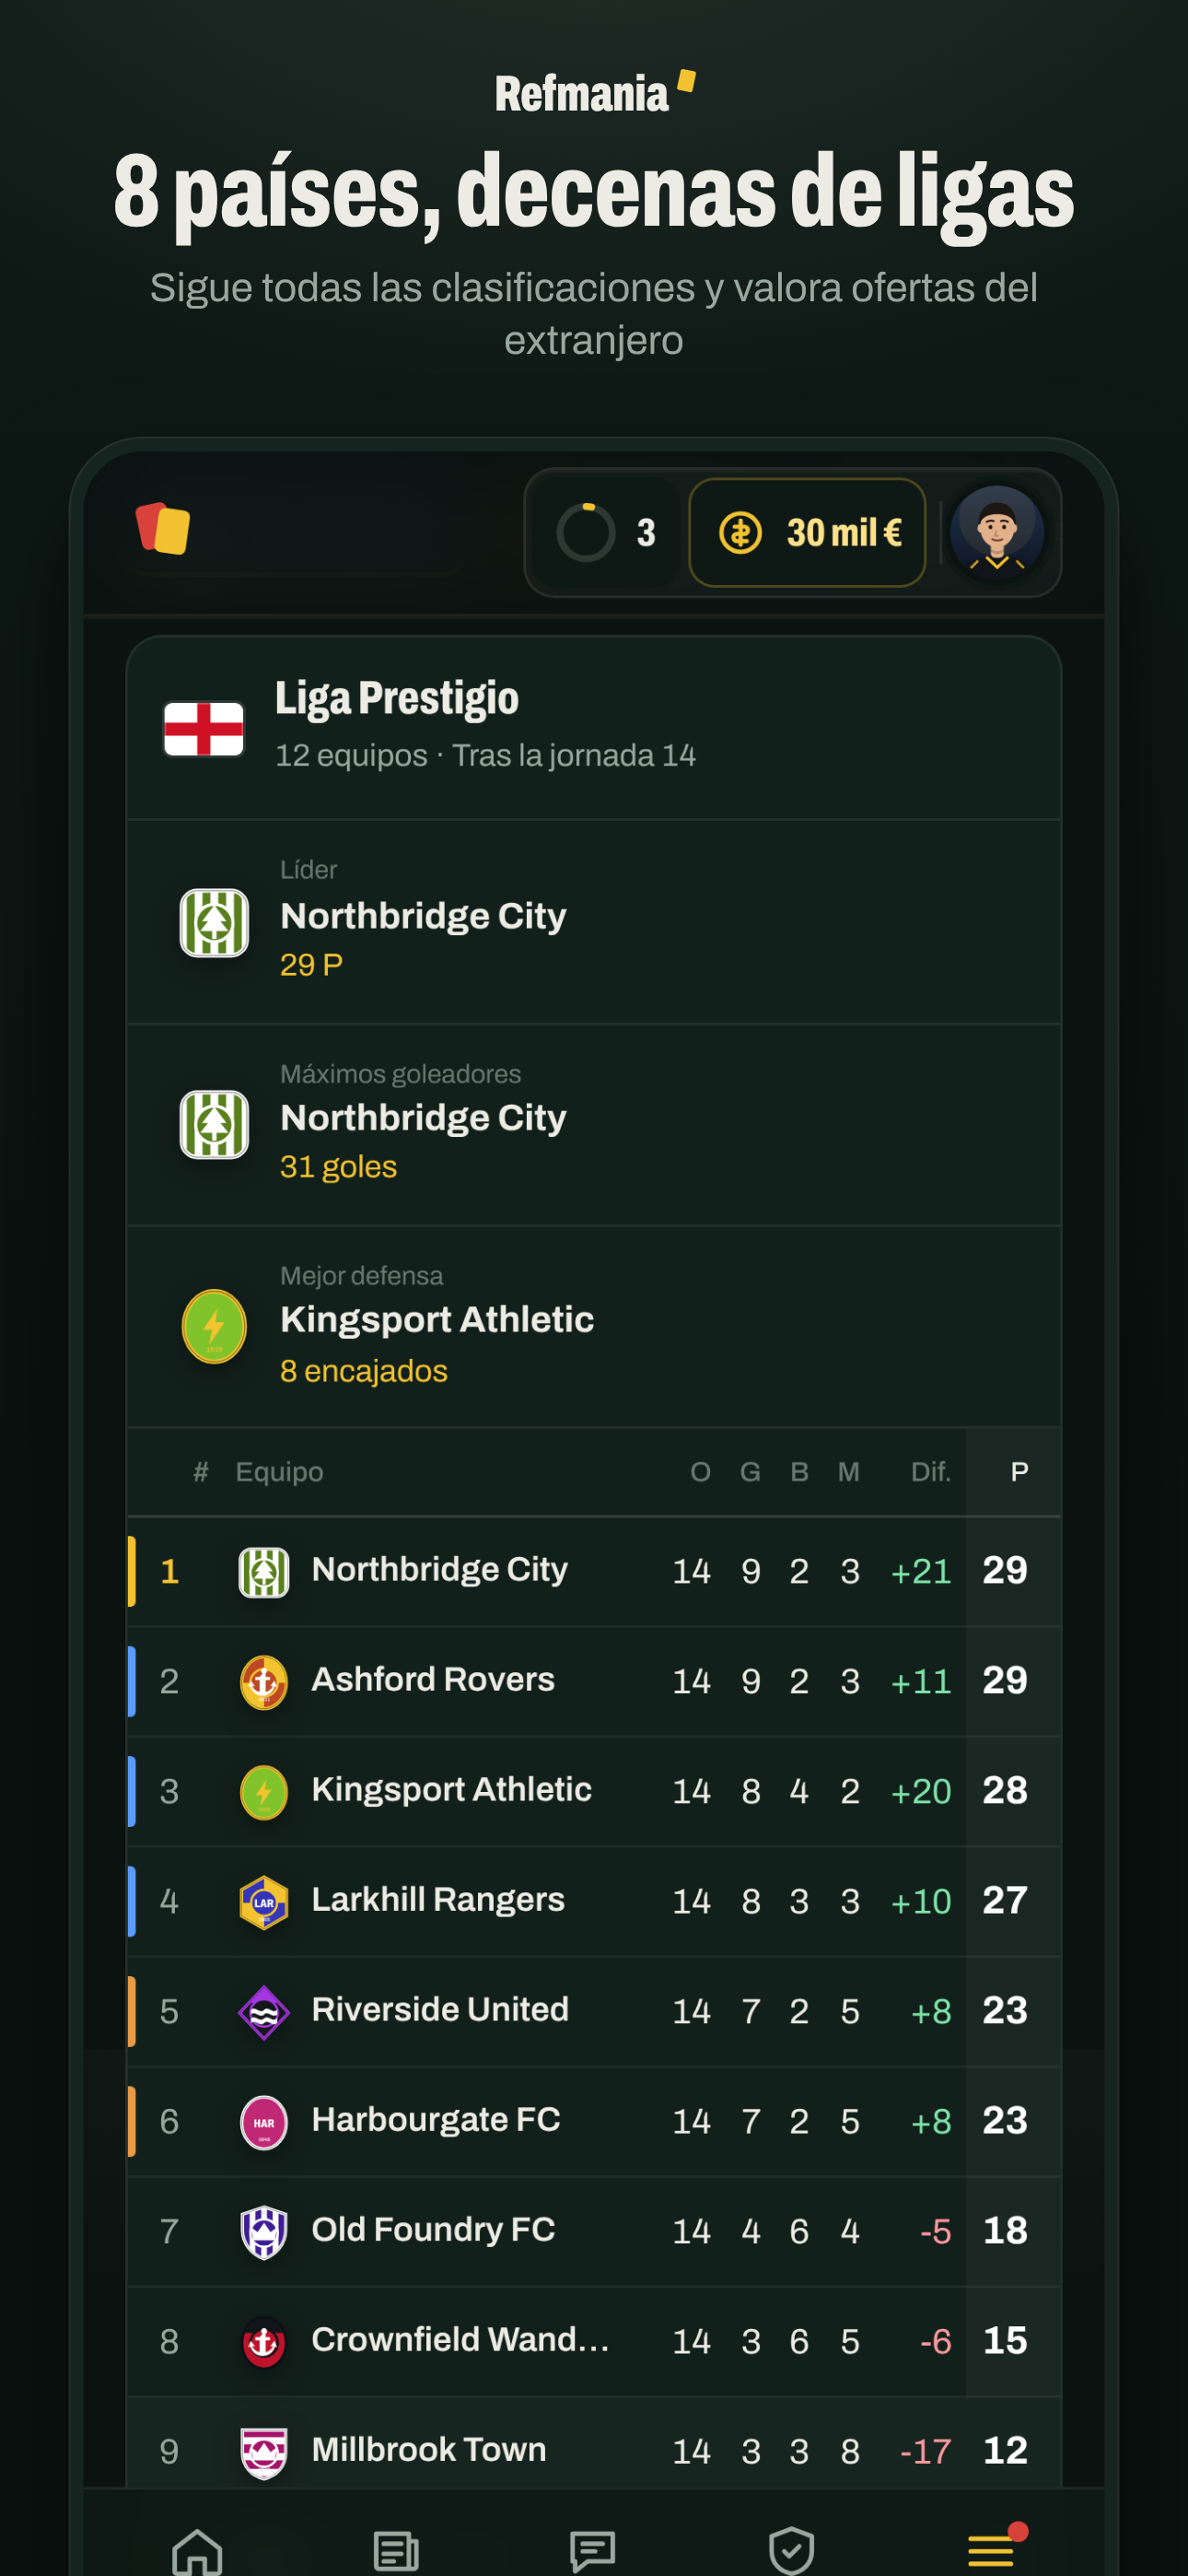 Refmania
8 países, decenas de ligas
Sigue todas las clasificaciones y valora ofertas del
extranjero
3 30 mil €
Liga Prestigio
12 equipos · Tras la jornada 14
Líder
Northbridge City
29 P
Máximos goleadores
Northbridge City
31 goles
Mejor defensa
Kingsport Athletic
8 encajados
# Equipo O G B M Dif. P
1 Northbridge City 14 9 2 3 +21 29
2 Ashford Rovers 14 9 2 3 +11 29
3 Kingsport Athletic 14 8 4 2 +20 28
4 LAR Larkhill Rangers 14 8 3 3 +10 27
5 Riverside United 14 7 2 5 +8 23
6 HAR Harbourgate FC 14 7 2 5 +8 23
7 Old Foundry FC 14 4 6 4 -5 18
8 Crownfield Wand... 14 3 6 5 -6 15
9 Millbrook Town 14 3 3 8 -17 12